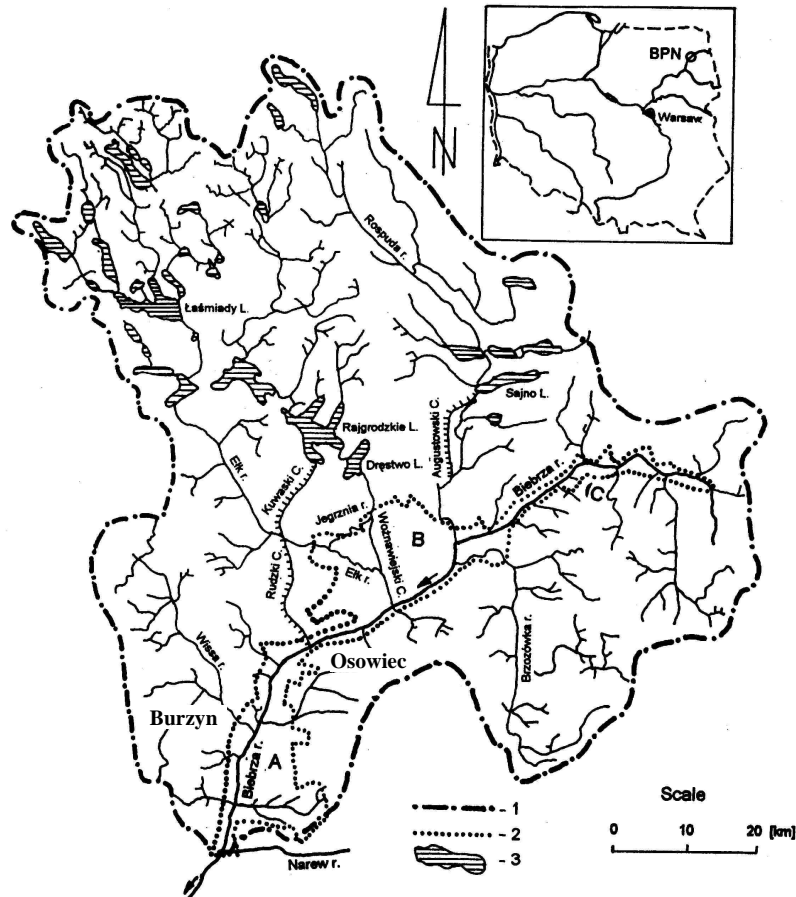 BPN
Warsaw
N
Rospuda r.
Łaśmiady L.
Sajno L.
Augustowski C.
Rajgrodzkie L.
Dręstwo L.
Ełk r.
Kuwaski C.
Biebrza r.
C
Jegrznia r.
B
Woźnawiejski C.
Rudzki C.
Ełk r.
Wissa r.
Osowiec
Brzozówka r.
Burzyn
Biebrza r.
A
Scale
- 1
- 2
- 3
0 10 20 [km]
Narew r.